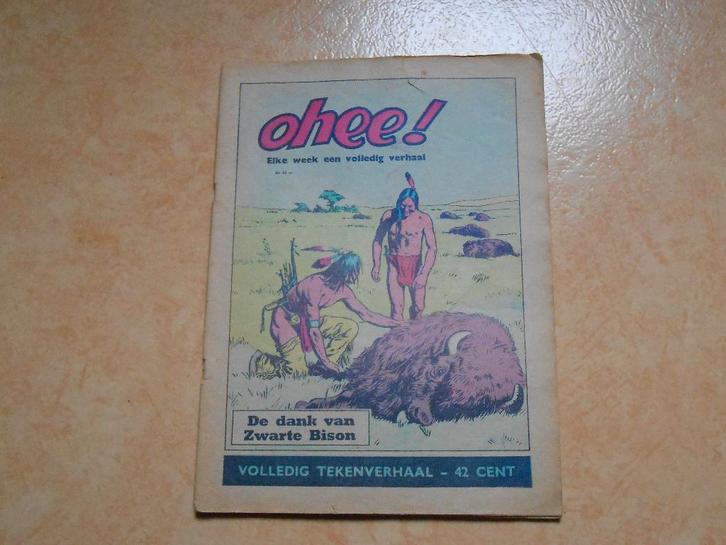 ohee!
Elke week een volledig verhaal
De dank van
Zwarte Bison
VOLLEDIG TEKENVERHAAL - 42 CENT